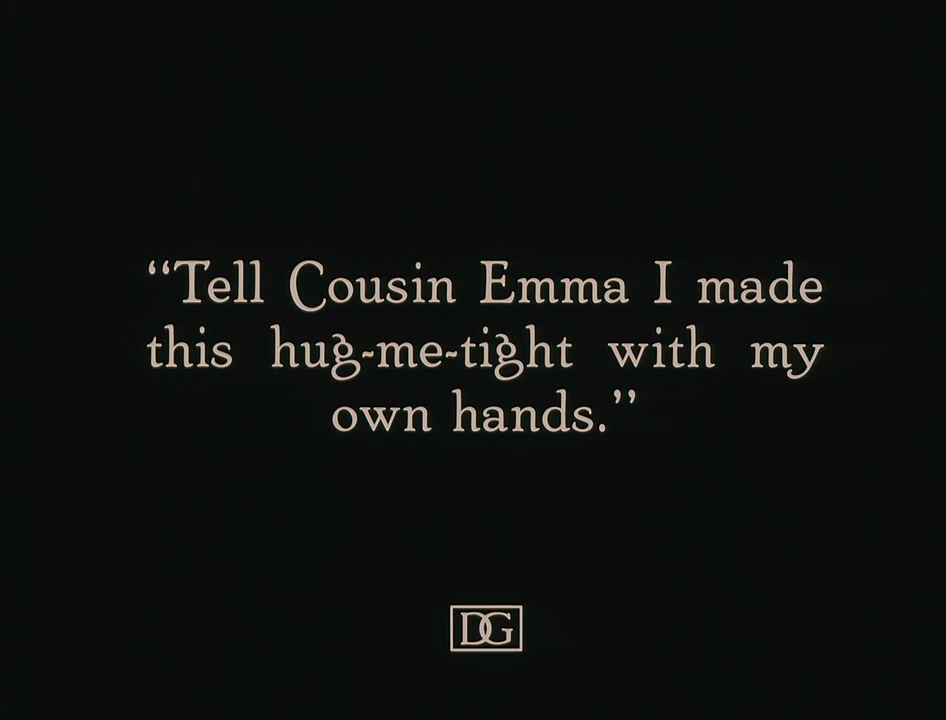 “Tell Cousin Emma I made
this hug-me-tight with my
own hands.”
DG